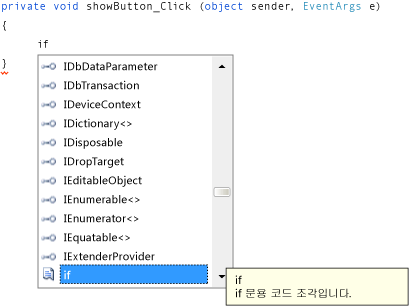 private void showButton_Click (object sender, EventArgs e)
{
if
}
IDbDataParameter
IDbTransaction
IDeviceContext
IDictionary<>
IDisposable
IDropTarget
IEditableObject
IEnumerable<>
IEnumerator<>
IEquatable<>
IExtenderProvider
if
if
if 문용 코드 조각입니다.